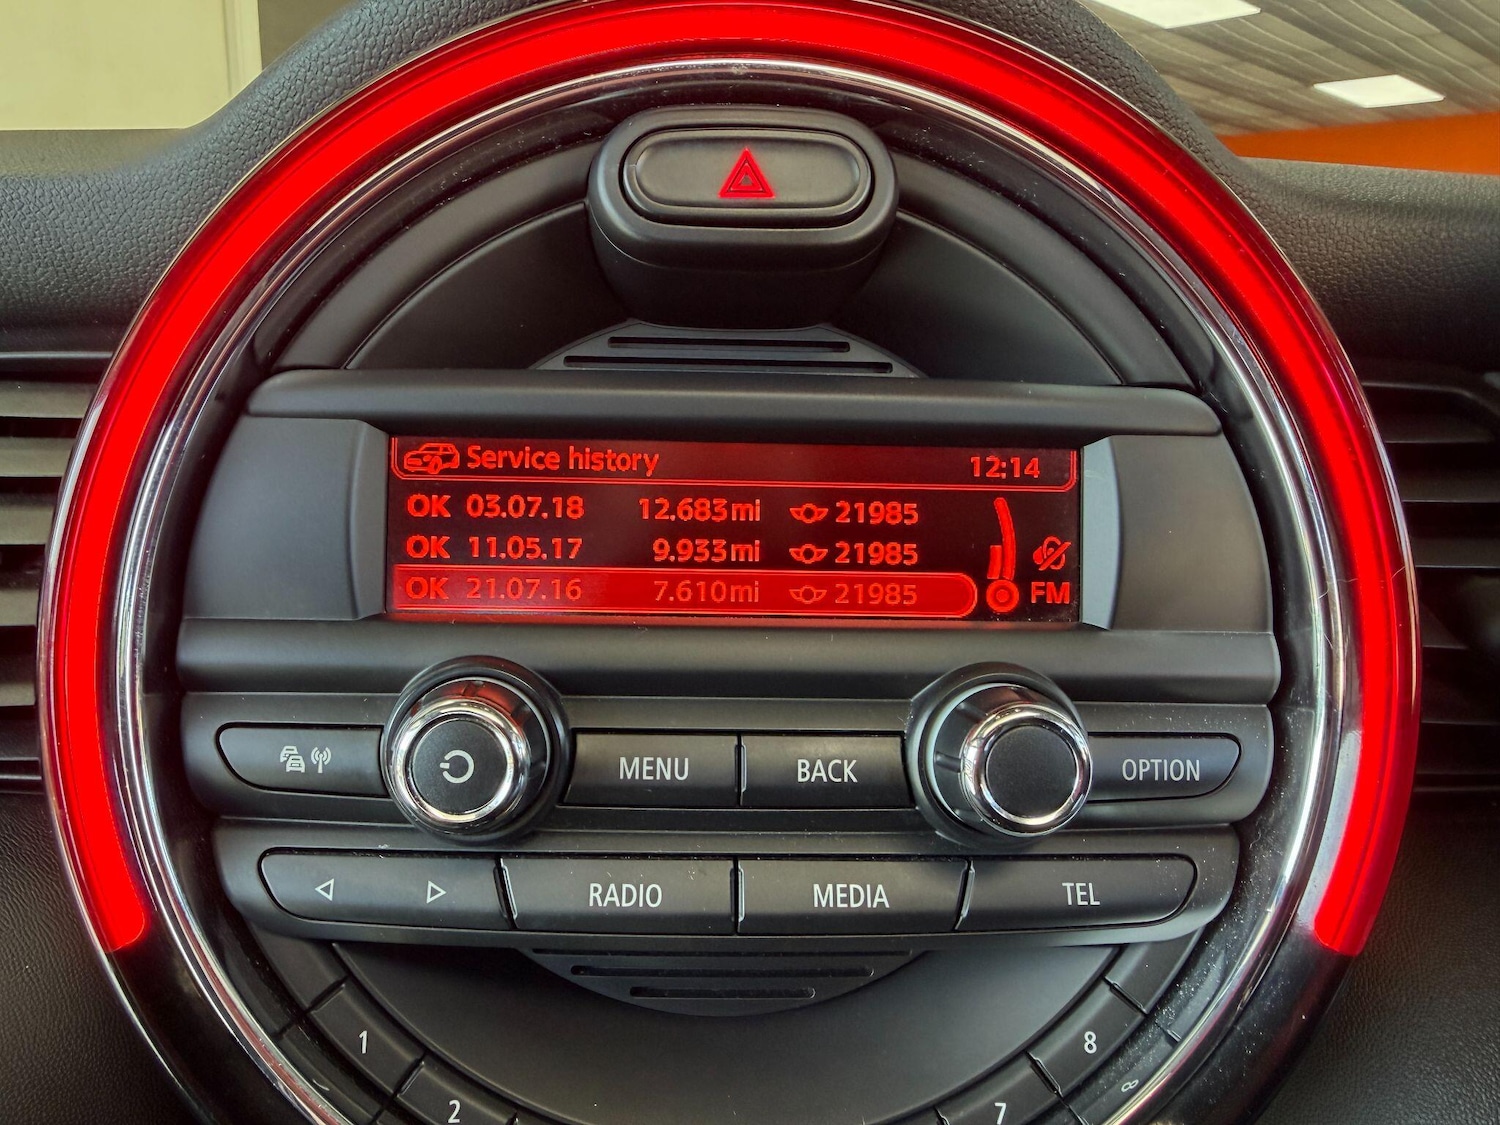 Service history 12:14
OK 03.07.18 12.683mi 21985
OK 11.05.17 9.933mi 21985
OK 21.07.16 7.610mi 21985
FM
MENU BACK OPTION
RADIO MEDIA TEL
1 8
2 7